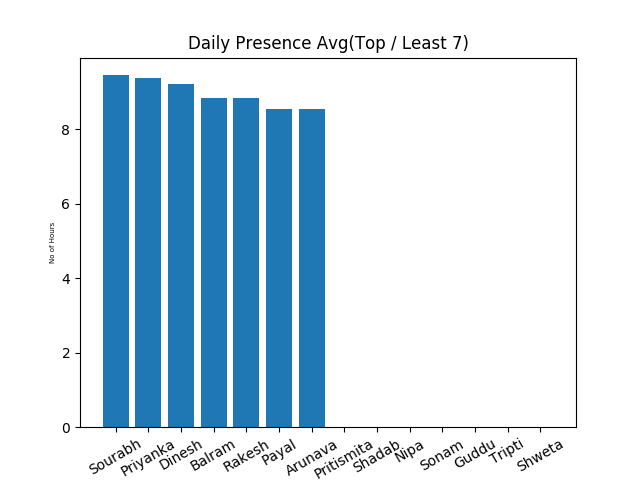 Daily Presence Avg(Top / Least 7)
No of Hours
8
6
4
2
0
Sourabh
Priyanka
Dinesh
Balram
Rakesh
Payal
Arunava
Pritismita
Shadab
Nipa
Sonam
Guddu
Tripti
Shweta